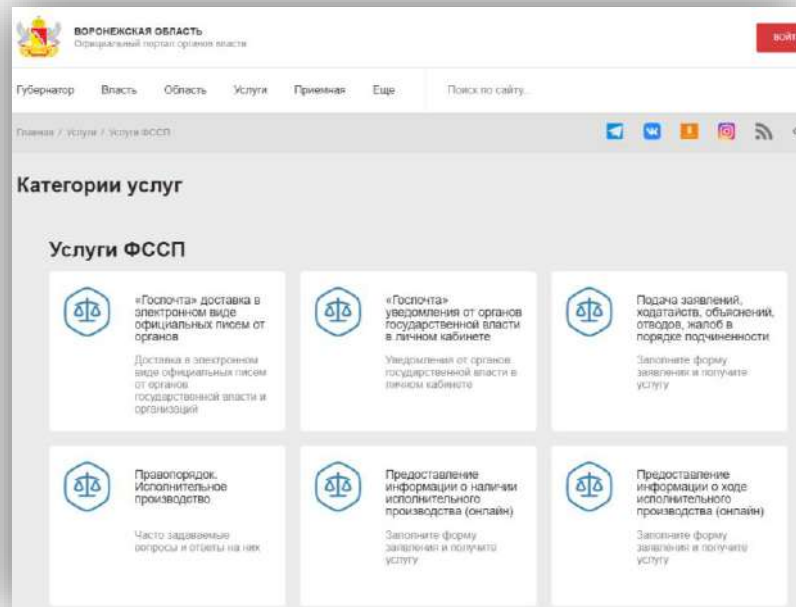 ВОРОНЕЖСКАЯ ОБЛАСТЬ
Официальный портал органов власти
ВОЙТИ
Губернатор Власть Область Услуги Приемная Еще Поиск по сайту...
Главная / Услуги / Услуги ФССП
Категории услуг
Услуги ФССП
«Госпочта» доставка в
электронном виде
официальных писем от
органов
Доставка в электронном
виде официальных писем
от органов
государственной власти и
организаций
«Госпочта»
уведомления от органов
государственной власти
в личном кабинете
Уведомления от органов
государственной власти в
личном кабинете
Подача заявлений,
ходатайств, объяснений,
отводов, жалоб в
порядке подчиненности
Заполните форму
заявления и получите
услугу
Правопорядок.
Исполнительное
производство
Часто задаваемые
вопросы и ответы на них
Предоставление
информации о наличии
исполнительного
производства (онлайн)
Заполните форму
заявления и получите
услугу
Предоставление
информации о ходе
исполнительного
производства (онлайн)
Заполните форму
заявления и получите
услугу